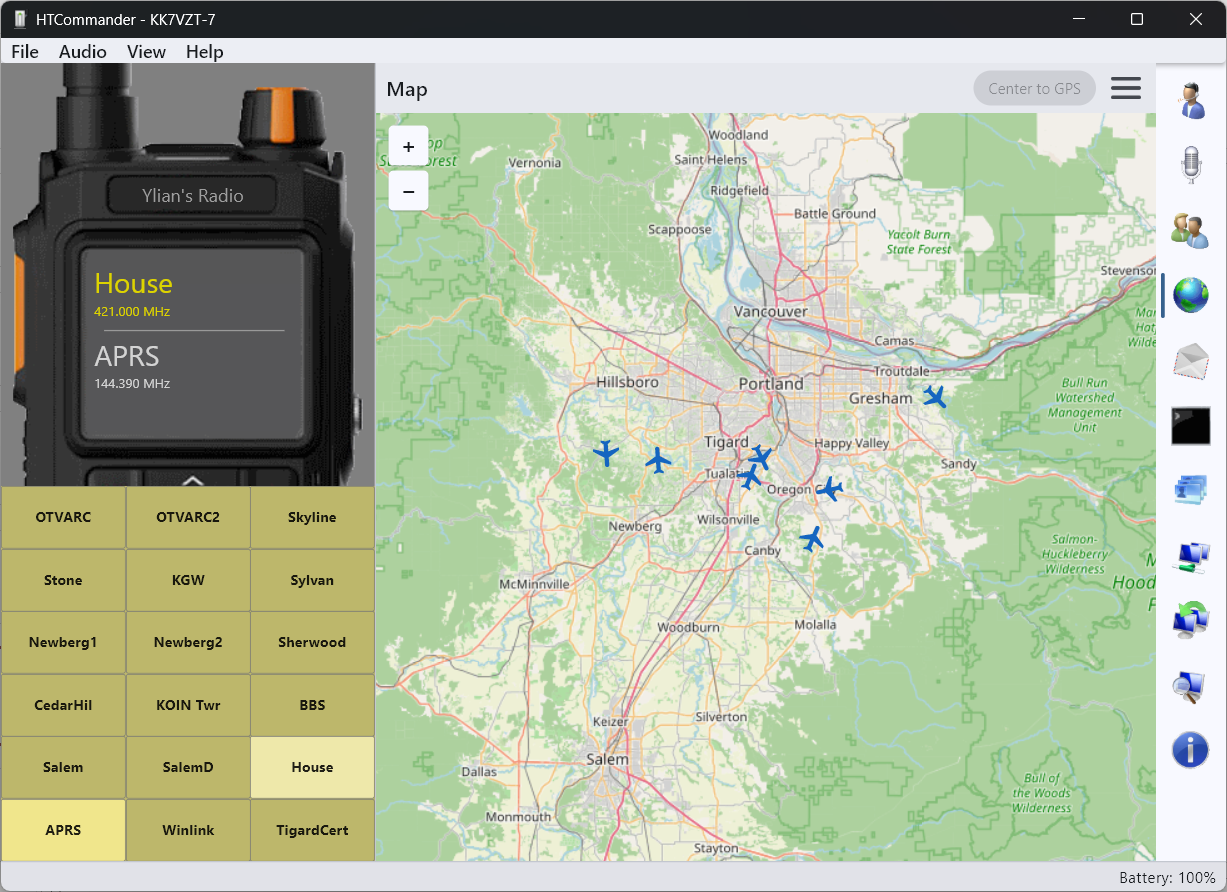 HTCommander - KK7VZT-7
File Audio View Help
Ylian's Radio
House
421.000 MHz
APRS
144.390 MHz
OTVARC OTVARC2 Skyline
Stone KGW Sylvan
Newberg1 Newberg2 Sherwood
CedarHil KOIN Twr BBS
Salem SalemD House
APRS Winlink TigardCert
Map
Center to GPS
+
−
Woodland
Saint Helens
Vernonia
Ridgefield
Battle Ground
Scappoose
Yacolt Burn
State Forest
Stevenson
Vancouver
Camas
Troutdale
Hillsboro
Portland
Gresham
Bull Run
Watershed
Management
Unit
Tigard
Happy Valley
Sandy
Oregon
Newberg
Wilsonville
Canby
Salmon-
Huckleberry
Wilderness
McMinnville
Molalla
Woodburn
Keizer
Silverton
Salem
Dallas
Bull of
the Woods
Wilderness
Monmouth
Stayton
Battery: 100%